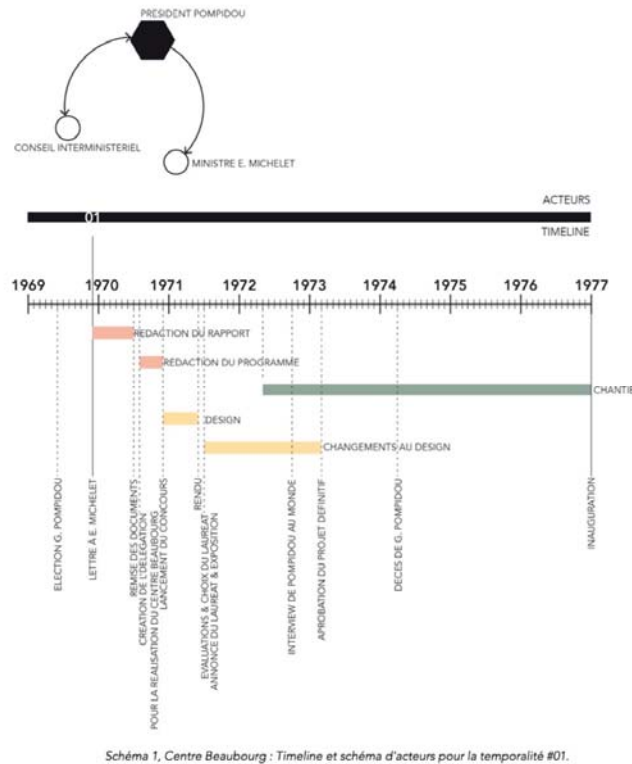 PRESIDENT POMPIDOU
CONSEIL INTERMINISTERIEL
MINISTRE E. MICHELET
ACTEURS
01
TIMELINE
1969 1970 1971 1972 1973 1974 1975 1976 1977
REDACTION DU RAPPORT
REDACTION DU PROGRAMME
CHANTIE
DESIGN
CHANGEMENTS AU DESIGN
ELECTION G. POMPIDOU
LETTRE À E. MICHELET
REMISE DES DOCUMENTS
CREATION DE L'DELEGATION
POUR LA REALISATION DU CENTRE BEAUBOURG
LANCEMENT DU CONCOURS
RENDU
EVALUATIONS & CHOIX DU LAUREAT
ANNONCE DU LAUREAT & EXPOSITION
INTERVIEW DE POMPIDOU AU MONDE
APROBATION DU PROJET DEFINITIF
DECES DE G. POMPIDOU
INAUGURATION
Schéma 1, Centre Beaubourg : Timeline et schéma d'acteurs pour la temporalité #01.